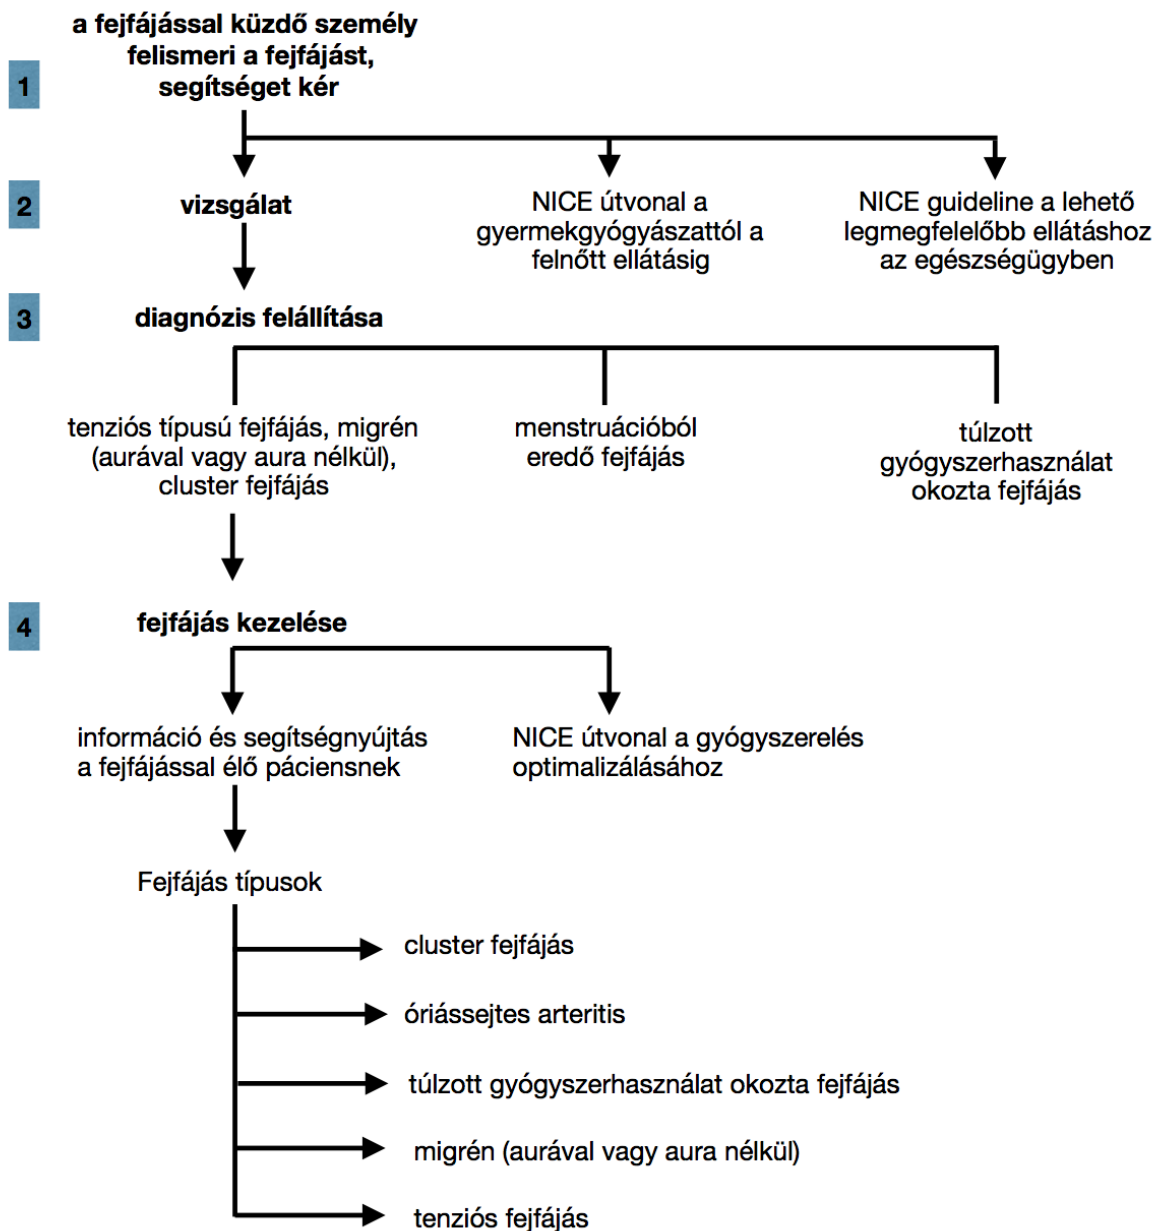 a fejfájással küzdő személy
felismeri a fejfájást,
segítséget kér
1
2
vizsgálat
NICE útvonal a
gyermekgyógyászattól a
felnőtt ellátásig
NICE guideline a lehető
legmegfelelőbb ellátáshoz
az egészségügyben
3
diagnózis felállítása
tenziós típusú fejfájás, migrén
(aurával vagy aura nélkül),
cluster fejfájás
menstruációból
eredő fejfájás
túlzott
gyógyszerhasználat
okozta fejfájás
4
fejfájás kezelése
információ és segítségnyújtás
a fejfájással élő páciensnek
NICE útvonal a gyógyszerelés
optimalizálásához
Fejfájás típusok
cluster fejfájás
óriássejtes arteritis
túlzott gyógyszerhasználat okozta fejfájás
migrén (aurával vagy aura nélkül)
tenziós fejfájás